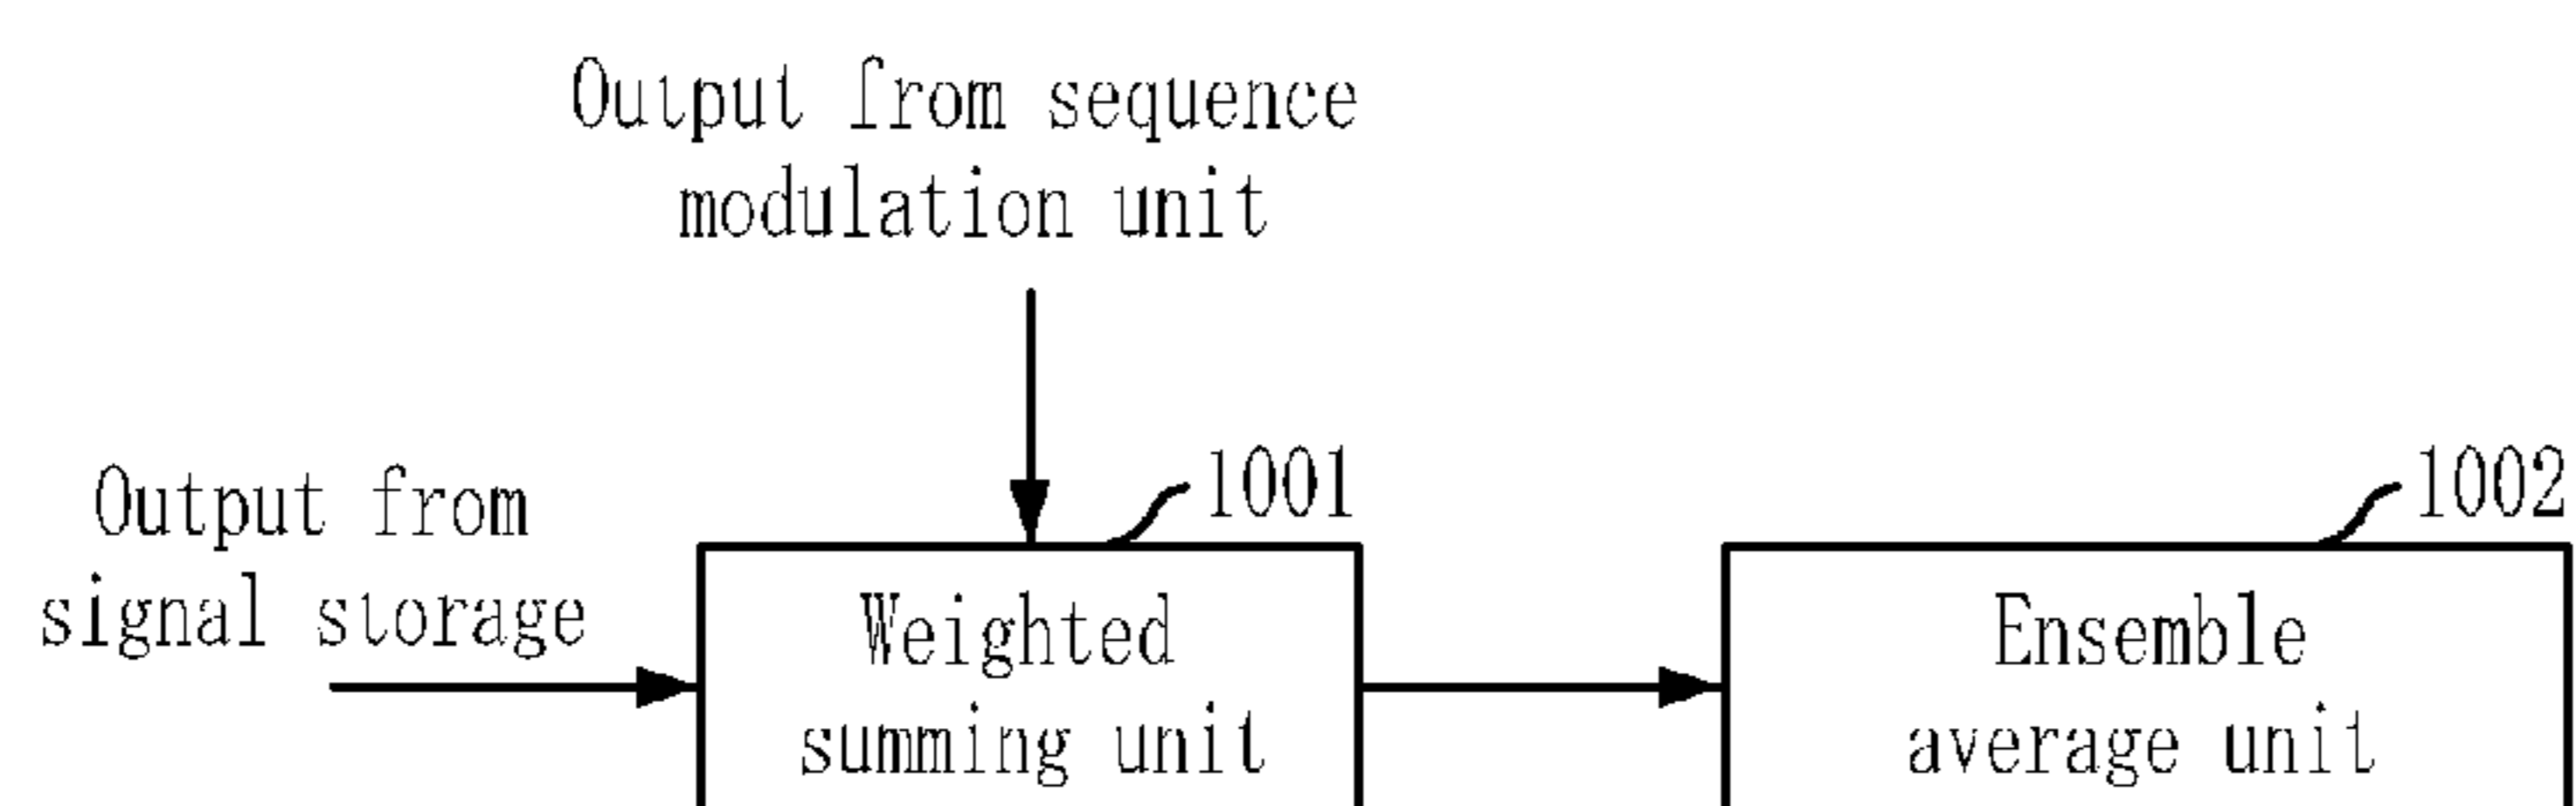 Output from sequence
modulation unit
1001
1002
Output from
signal storage
Weighted
summing unit
Ensemble
average unit